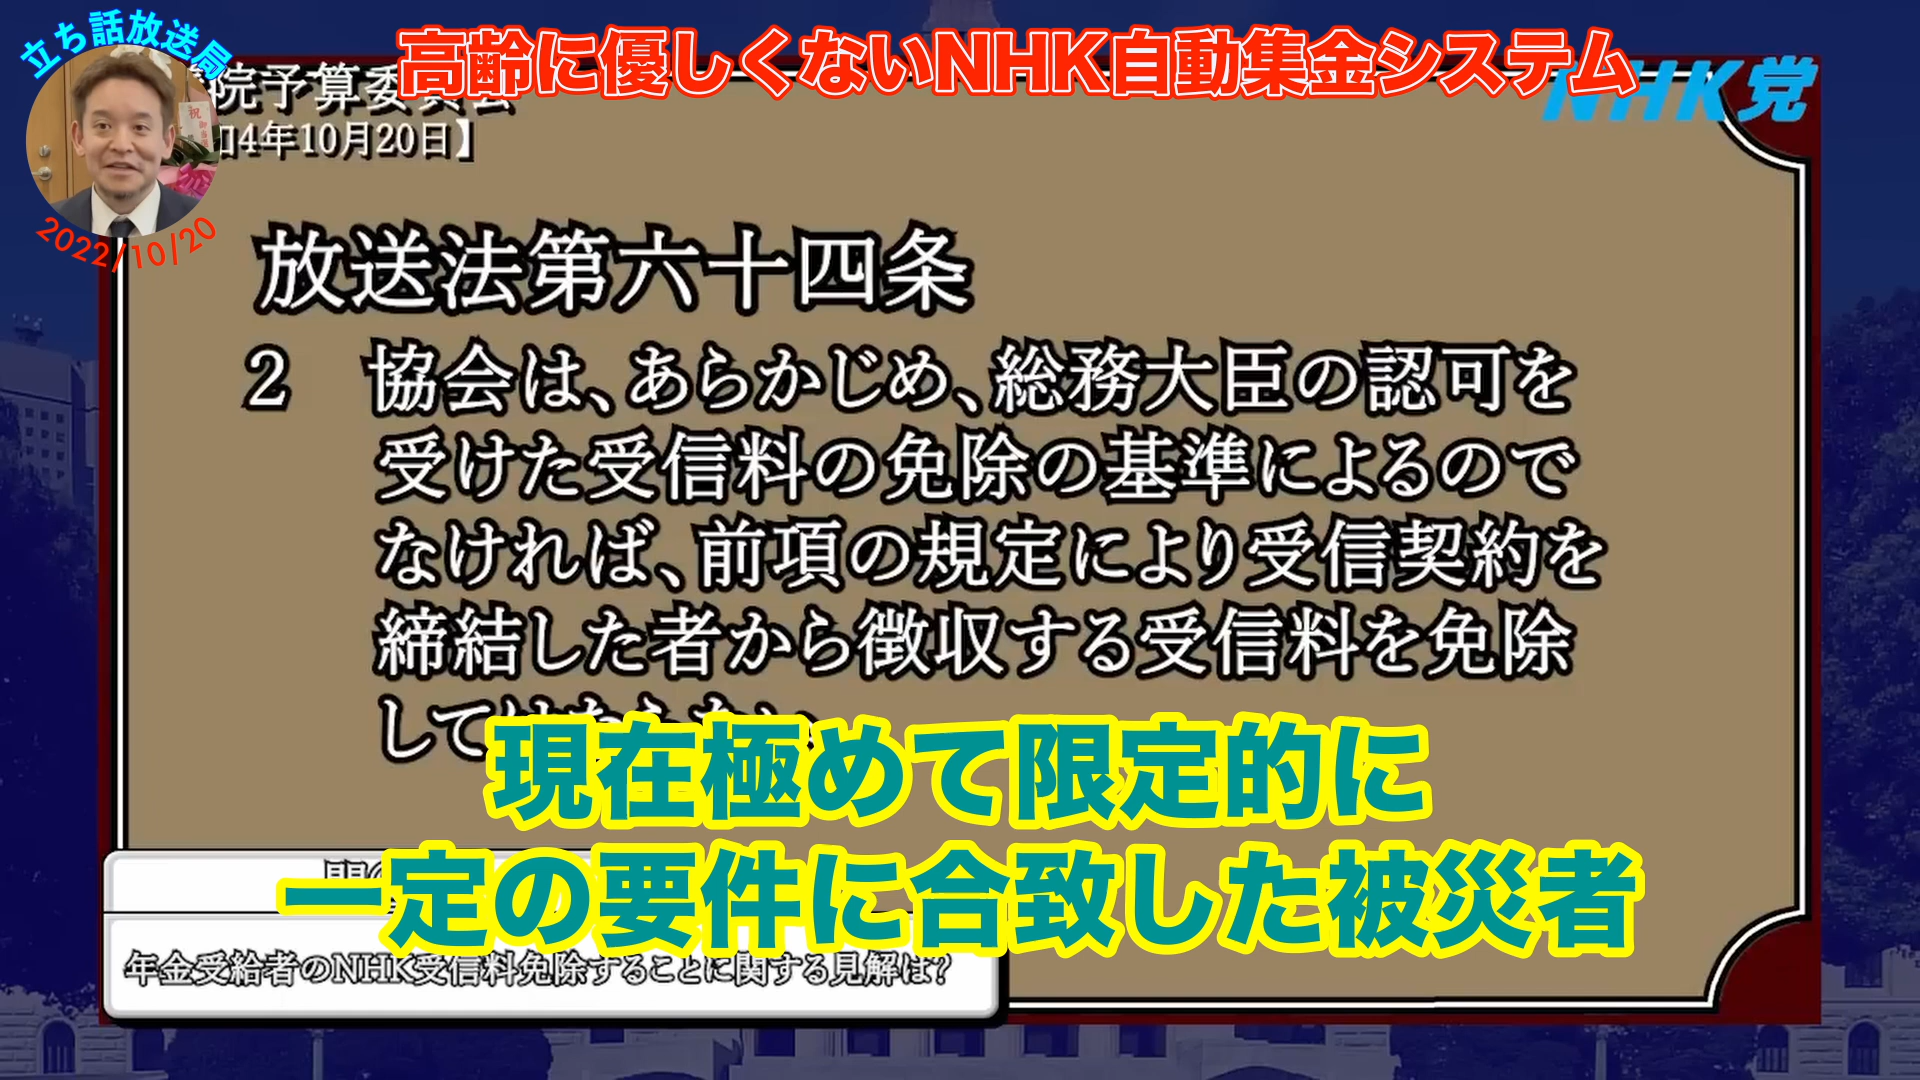 立ち話放送局
高齢に優しくないNHK自動集金システム
院予算委員会
NHK党
4年10月20日】
祝
2022/10/20
放送法第六十四条
2 協会は、あらかじめ、総務大臣の認可を
受けた受信料の免除の基準によるので
なければ、前項の規定により受信契約を
締結した者から徴収する受信料を免除
してはならない
現在極めて限定的に
一定の要件に合致した被災者
年金受給者のNHK受信料免除することに関する見解は?